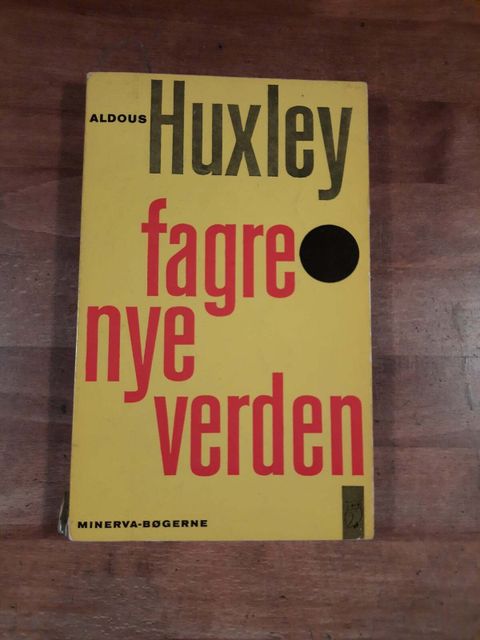 ALDOUS Huxley
fagre
nye
verden
MINERVA-BØGERNE